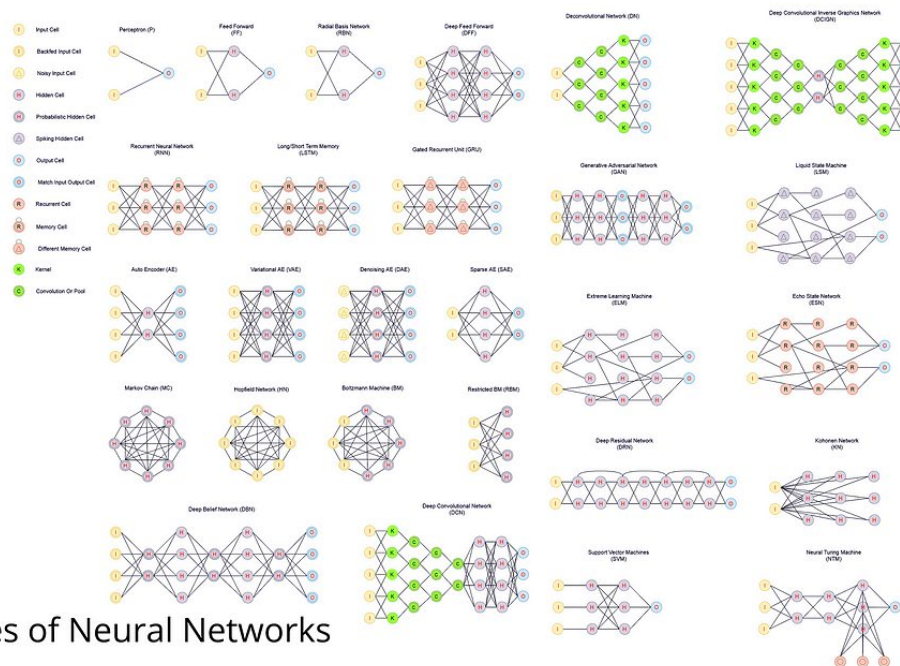 Input Cell
Backfed Input Cell
Noisy Input Cell
Hidden Cell
Probabilistic Hidden Cell
Spiking Hidden Cell
Output Cell
Match Input Output Cell
Recurrent Cell
Memory Cell
Different Memory Cell
Kernel
Convolution Or Pool
Perceptron (P)
Feed Forward
(FF)
Radial Basis Network
(RBN)
Deep Feed Forward
(DFF)
Deconvolutional Network (DN)
Deep Convolutional Inverse Graphics Network
(DCIGN)
Recurrent Neural Network
(RNN)
Long/Short Term Memory
(LSTM)
Gated Recurrent Unit (GRU)
Generative Adversarial Network
(GAN)
Liquid State Machine
(LSM)
Auto Encoder (AE)
Variational AE (VAE)
Denoising AE (DAE)
Sparse AE (SAE)
Extreme Learning Machine
(ELM)
Echo State Network
(ESN)
Markov Chain (MC)
Hopfield Network (HN)
Boltzmann Machine (BM)
Restricted BM (RBM)
Deep Residual Network
(DRN)
Kohonen Network
(KN)
Deep Belief Network (DBN)
Deep Convolutional Network
(DCN)
Support Vector Machines
(SVM)
Neural Turing Machine
(NTM)
es of Neural Networks